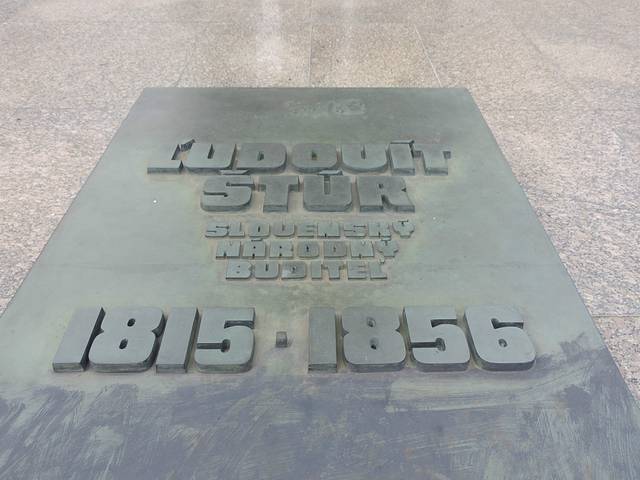 ĽUDOVÍT
ŠTÚR
SLOVENSKÝ
NÁRODNÝ
BUDITEĽ
1815 · 1856